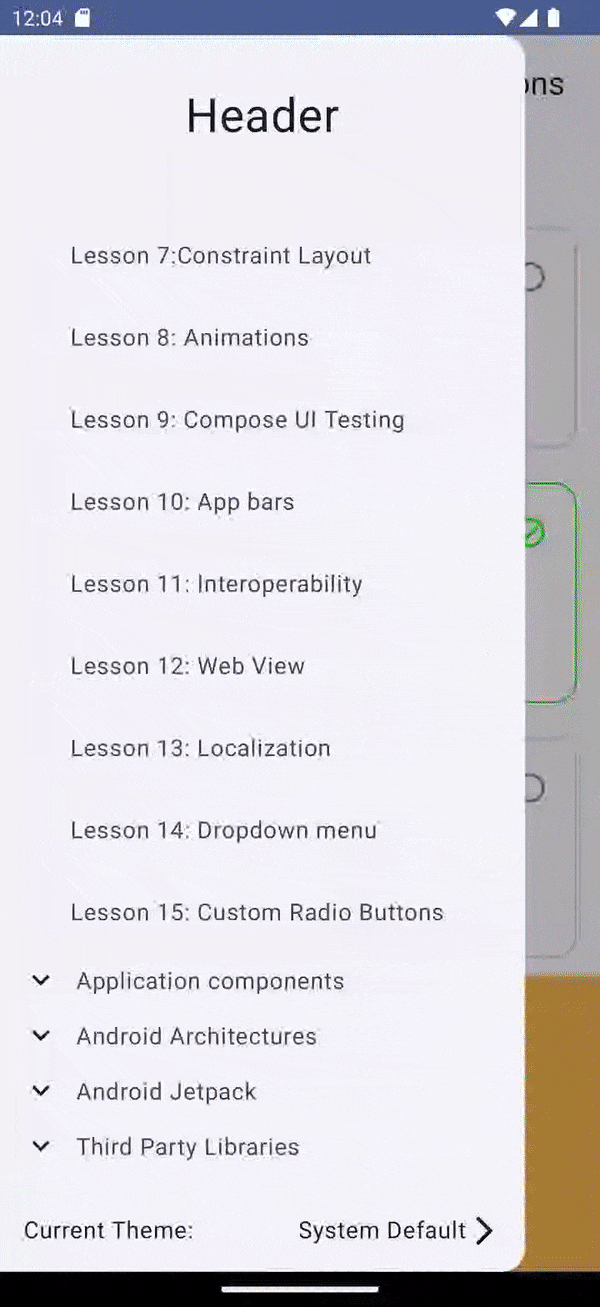 12:04
ons
Header
Lesson 7:Constraint Layout
Lesson 8: Animations
Lesson 9: Compose UI Testing
Lesson 10: App bars
Lesson 11: Interoperability
Lesson 12: Web View
Lesson 13: Localization
Lesson 14: Dropdown menu
Lesson 15: Custom Radio Buttons
Application components
Android Architectures
Android Jetpack
Third Party Libraries
Current Theme: System Default